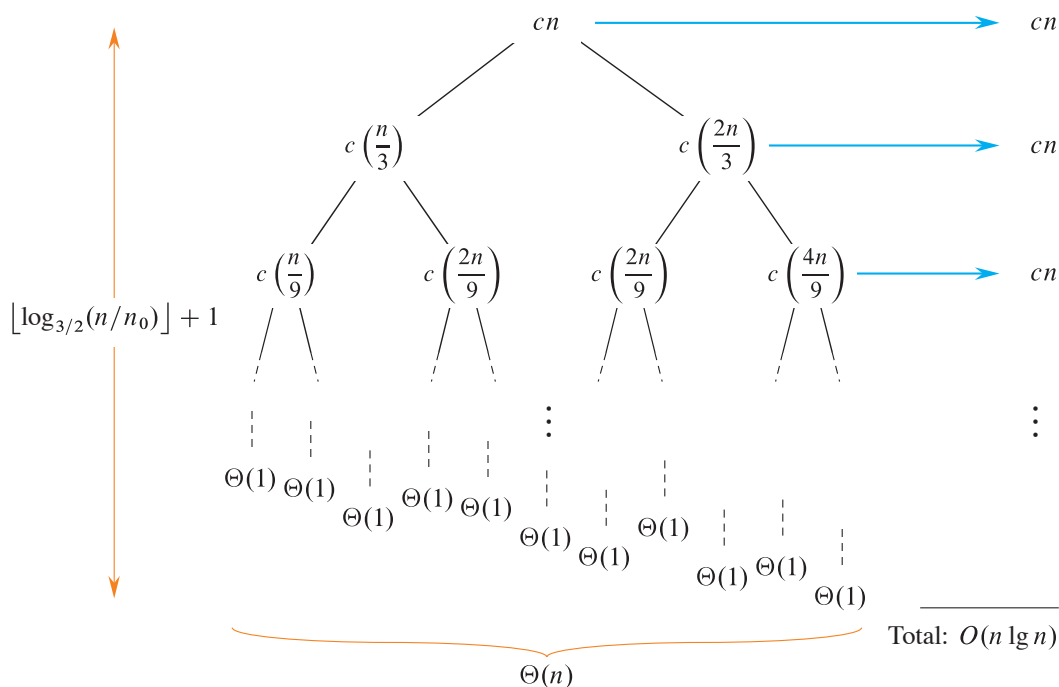 cn cn
c (n/3) c (2n/3) cn
c (n/9) c (2n/9) c (2n/9) c (4n/9) cn
⌊log_{3/2}(n/n_0)⌋ + 1
⋮ ⋮
Θ(1) Θ(1) Θ(1) Θ(1) Θ(1) Θ(1) Θ(1) Θ(1) Θ(1) Θ(1) Θ(1)
Total: O(n lg n)
Θ(n)